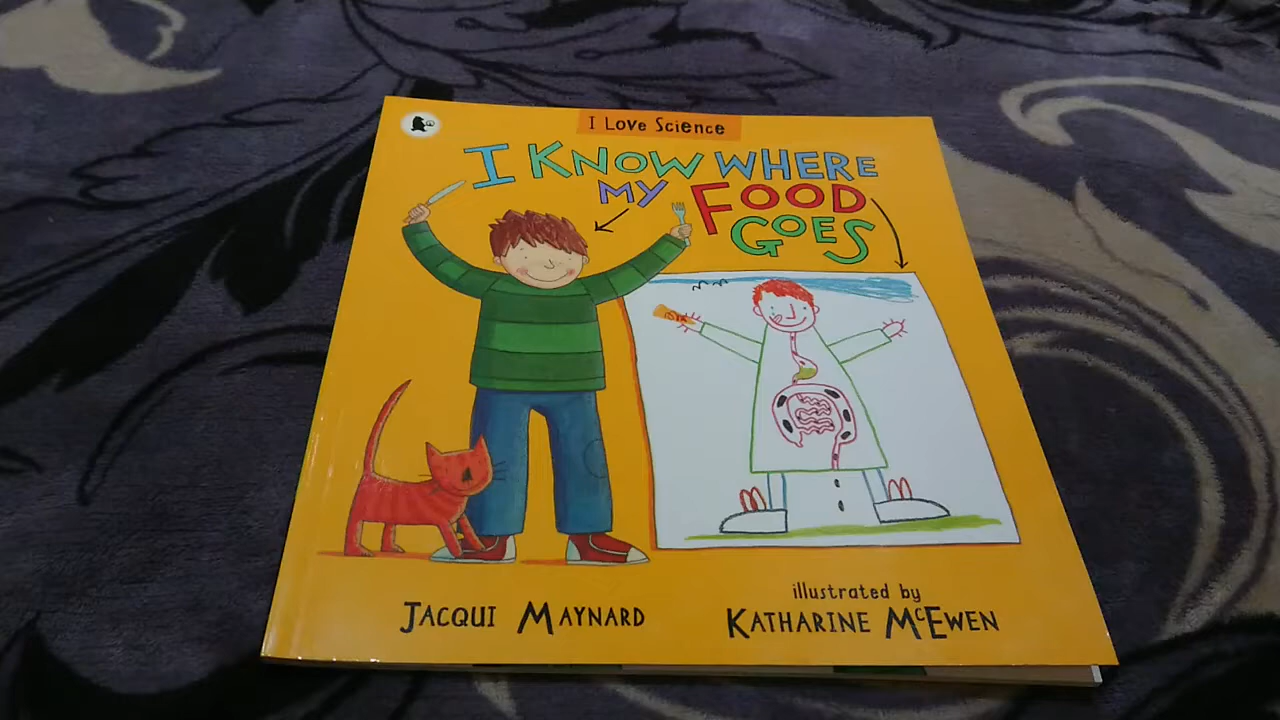 I Love Science
I KNOW WHERE
MY FOOD
GOES
JACQUI MAYNARD
illustrated by
KATHARINE McEWEN